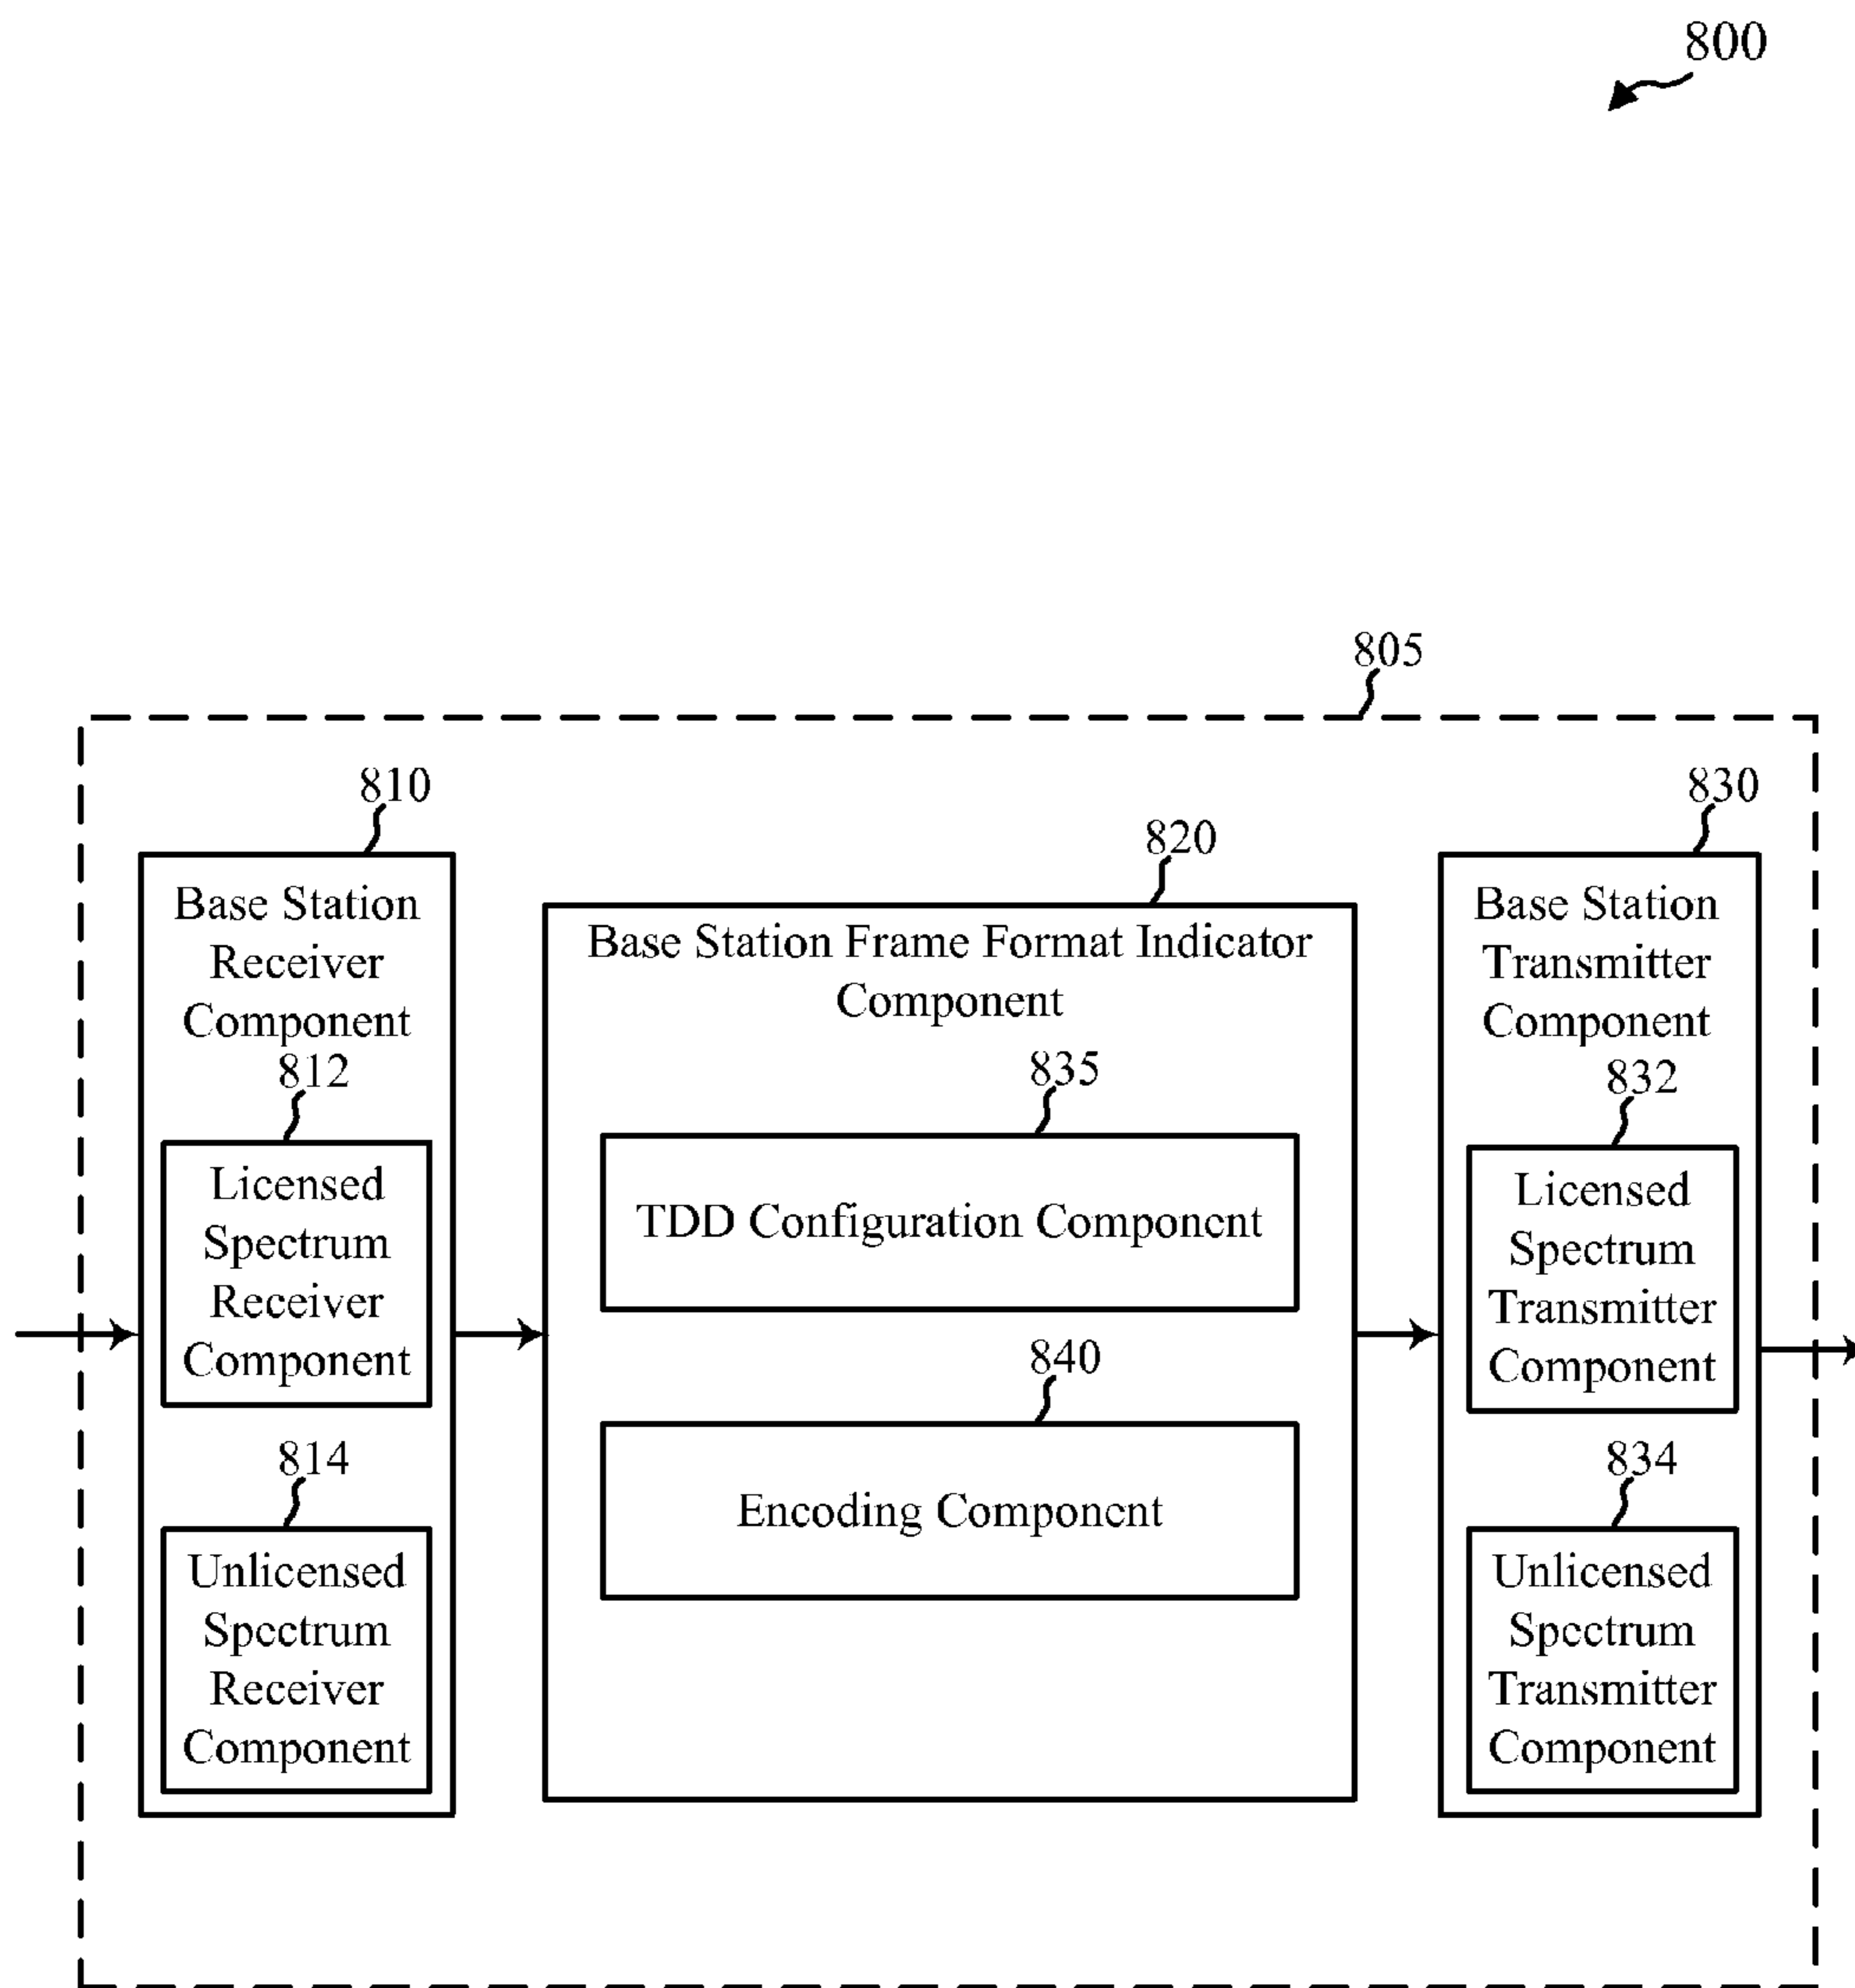 800
805
810
Base Station
Receiver
Component
812
Licensed
Spectrum
Receiver
Component
814
Unlicensed
Spectrum
Receiver
Component
820
Base Station Frame Format Indicator
Component
835
TDD Configuration Component
840
Encoding Component
830
Base Station
Transmitter
Component
832
Licensed
Spectrum
Transmitter
Component
834
Unlicensed
Spectrum
Transmitter
Component